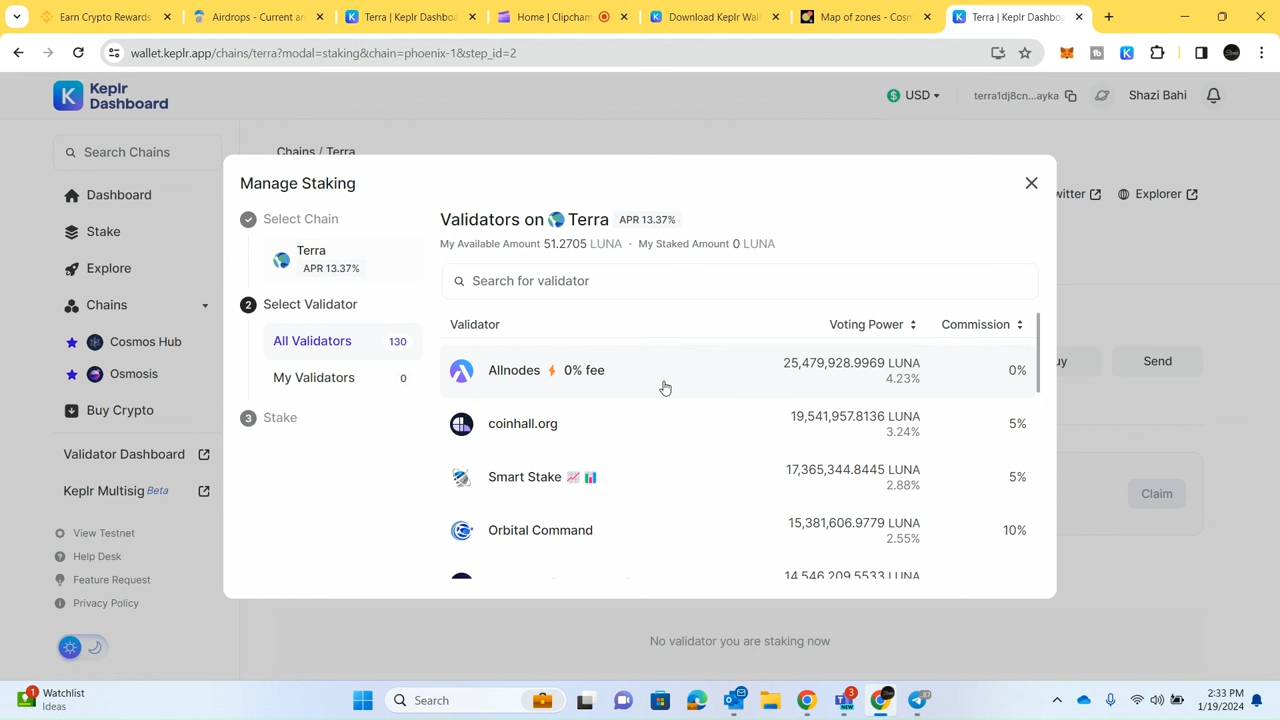 Earn Crypto Rewards
Airdrops - Current an
Terra | Keplr Dashboa
Home | Clipcham
Download Keplr Wal
Map of zones - Cosm
Terra | Keplr Dashboa
wallet.keplr.app/chains/terra?modal=staking&chain=phoenix-1&step_id=2
Keplr
Dashboard
USD
terra1dj8cn...ayka
Shazi Bahi
Search Chains
Dashboard
Stake
Explore
Chains
Cosmos Hub
Osmosis
Buy Crypto
Validator Dashboard
Keplr Multisig Beta
View Testnet
Help Desk
Feature Request
Privacy Policy
Chains / Terra
witter
Explorer
uy
Send
Claim
No validator you are staking now
Manage Staking
Select Chain
Terra
APR 13.37%
2 Select Validator
All Validators 130
My Validators 0
3 Stake
Validators on Terra APR 13.37%
My Available Amount 51.2705 LUNA · My Staked Amount 0 LUNA
Search for validator
Validator Voting Power Commission
Allnodes ⚡ 0% fee 25,479,928.9969 LUNA 0%
4.23%
coinhall.org 19,541,957.8136 LUNA 5%
3.24%
Smart Stake 📈 📊 17,365,344.8445 LUNA 5%
2.88%
Orbital Command 15,381,606.9779 LUNA 10%
2.55%
14,546,209.5533 LUNA
1
Watchlist
Ideas
Search
3
NEW
87
2:33 PM
1/19/2024